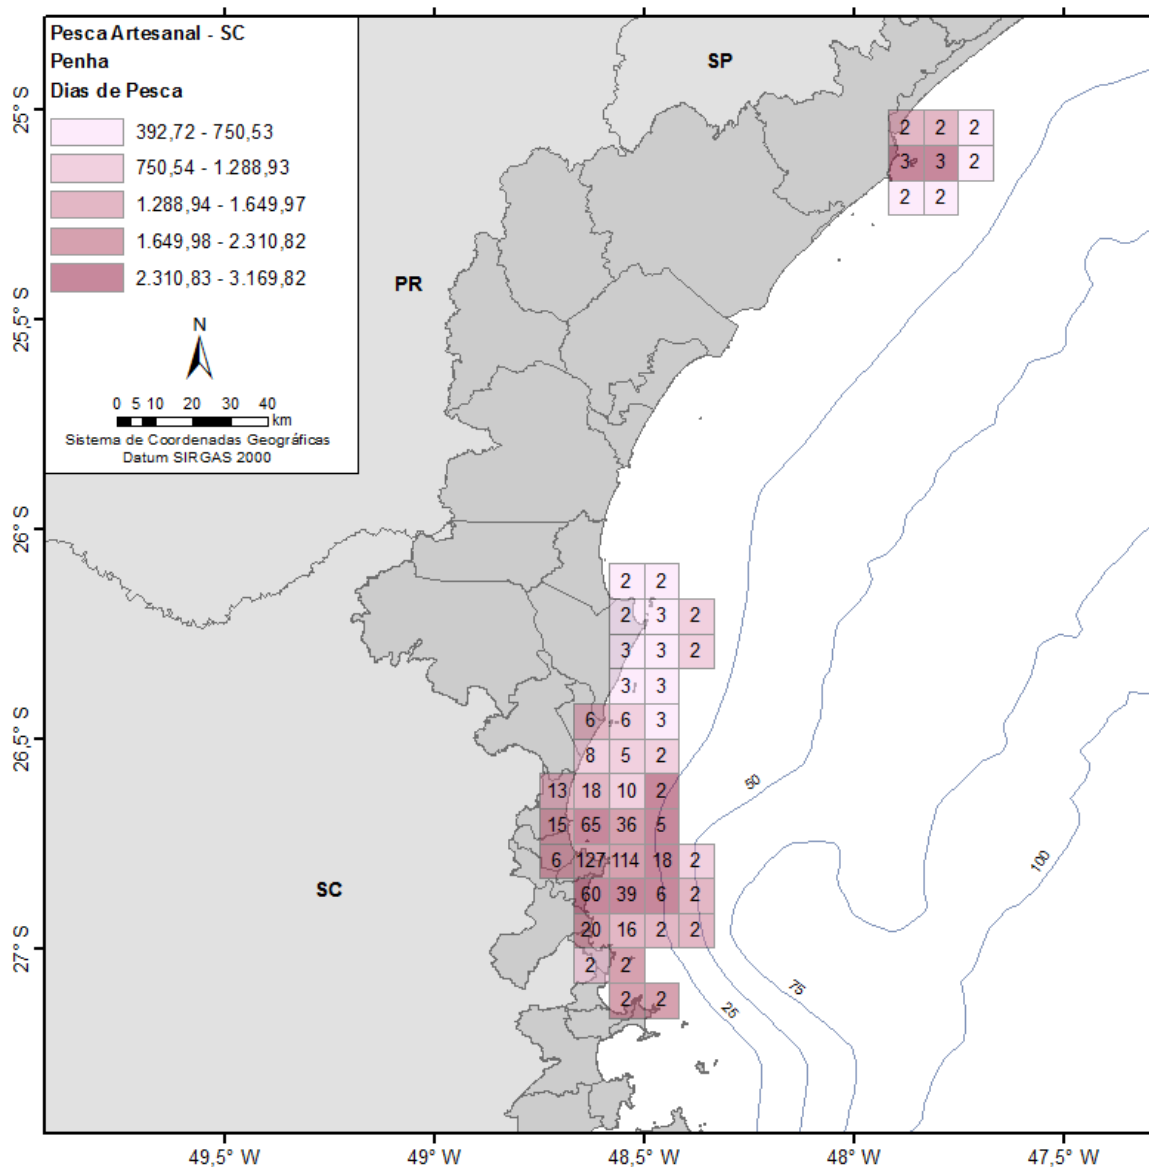 Pesca Artesanal - SC
Penha
Dias de Pesca
392,72 - 750,53
750,54 - 1.288,93
1.288,94 - 1.649,97
1.649,98 - 2.310,82
2.310,83 - 3.169,82
N
0 5 10 20 30 40
km
Sistema de Coordenadas Geográficas
Datum SIRGAS 2000
SP
PR
SC
25° S
25,5° S
26° S
26,5° S
27° S
2 2 2
3 3 2
2 2
2 2
2 3 2
3 3 2
3 3
6 6 3
8 5 2
13 18 10 2
15 65 36 5
6 127 114 18 2
60 39 6 2
20 16 2 2
2 2
2 2
50
100
75
25
49,5° W
49° W
48,5° W
48° W
47,5° W